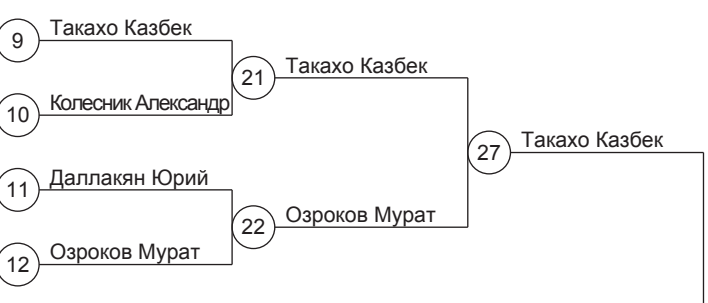 9 Такахо Казбек
21 Такахо Казбек
10 Колесник Александр
27 Такахо Казбек
11 Даллакян Юрий
22 Озроков Мурат
12 Озроков Мурат